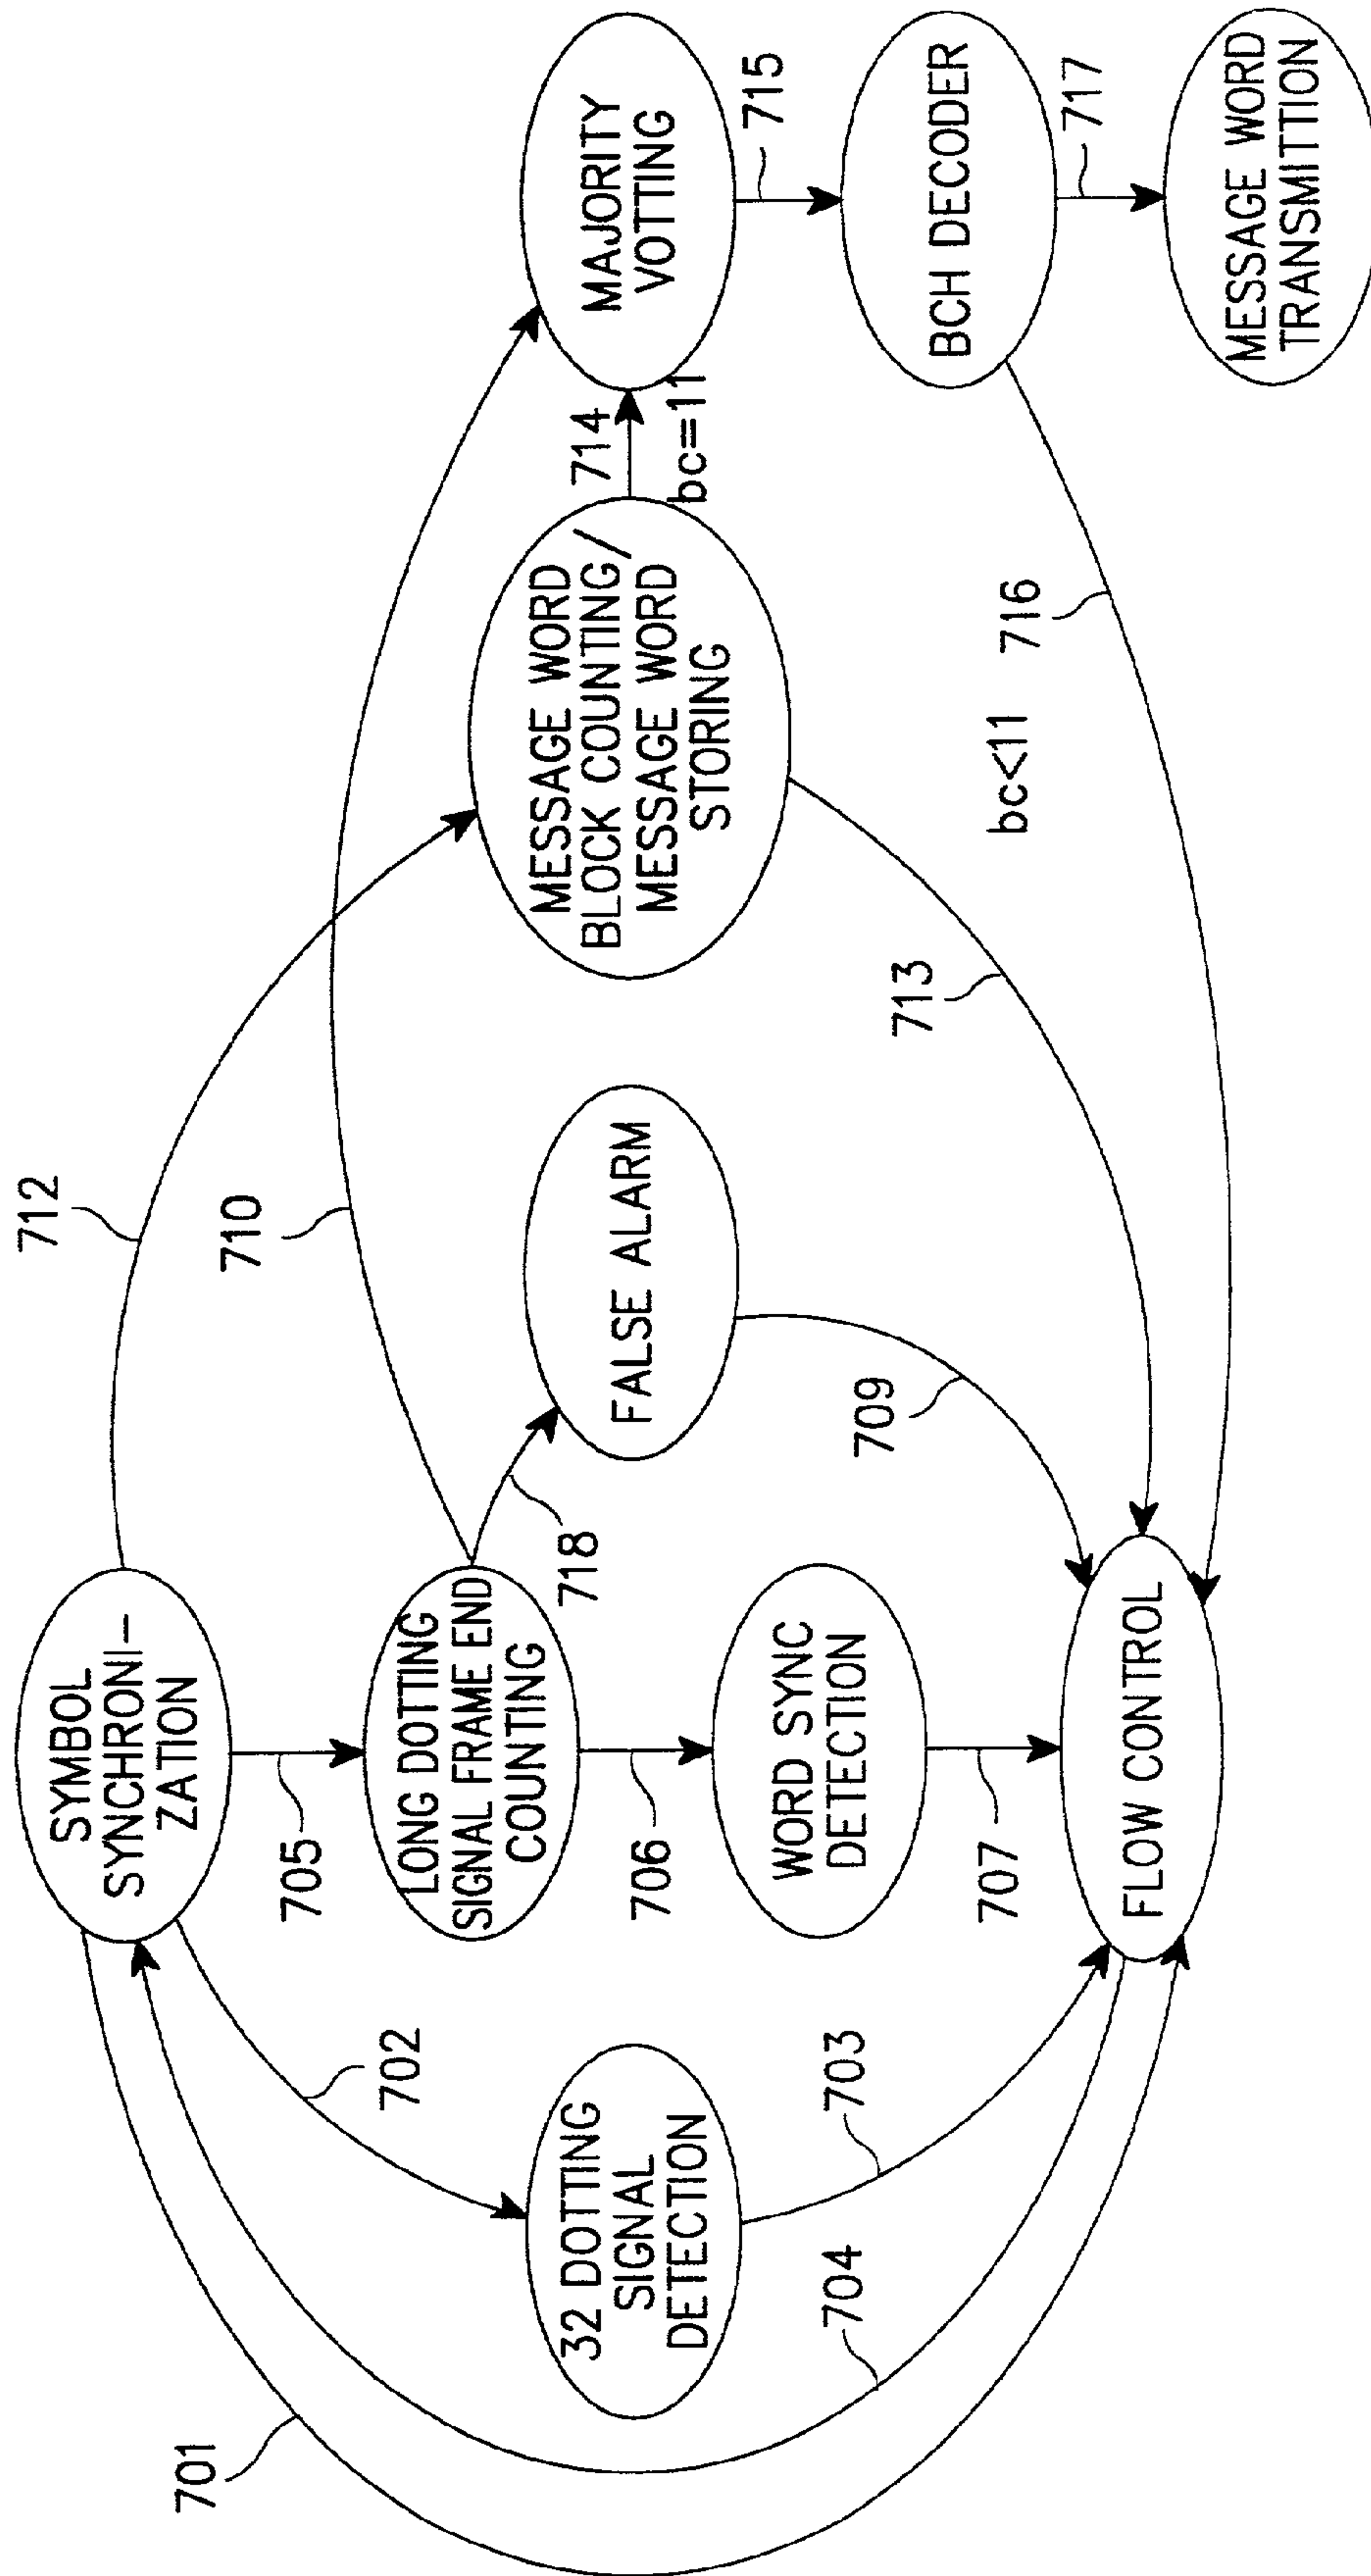 701
SYMBOL
SYNCHRONI-
ZATION
712
710
702
705
LONG DOTTING
SIGNAL FRAME END
COUNTING
718
32 DOTTING
SIGNAL
DETECTION
706
FALSE ALARM
MESSAGE WORD
BLOCK COUNTING/
MESSAGE WORD
STORING
714
bc=11
MAJORITY
VOTTING
715
704
703
WORD SYNC
DETECTION
709
713
707
bc<11
716
BCH DECODER
717
FLOW CONTROL
MESSAGE WORD
TRANSMITTION